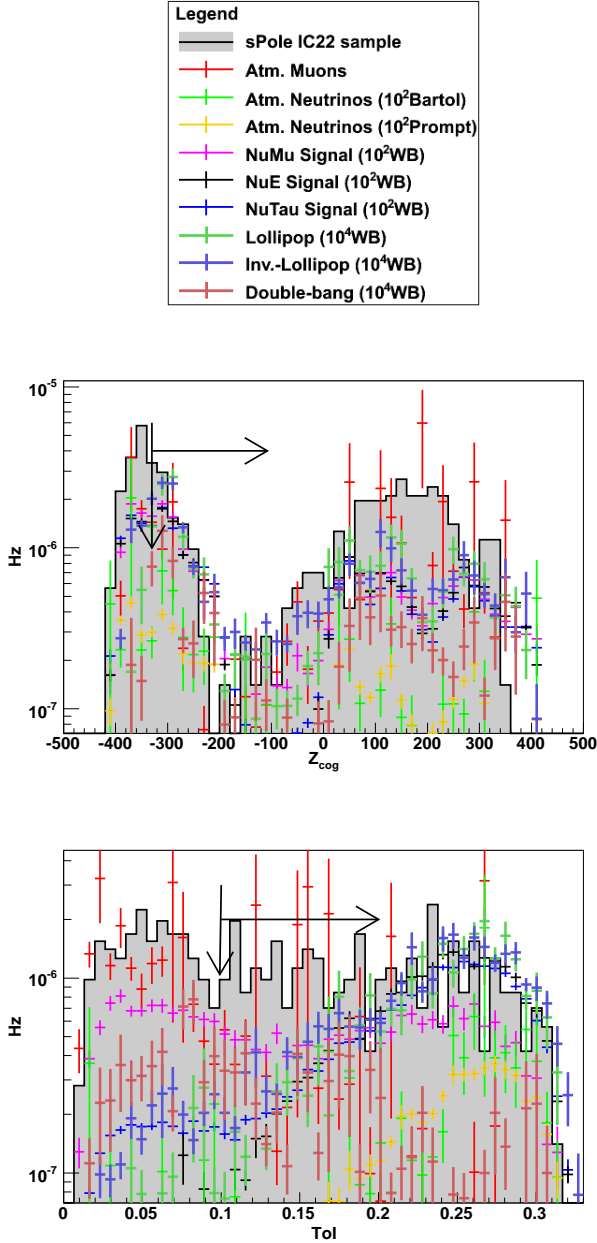 Legend
sPole IC22 sample
Atm. Muons
Atm. Neutrinos (10²Bartol)
Atm. Neutrinos (10²Prompt)
NuMu Signal (10²WB)
NuE Signal (10²WB)
NuTau Signal (10²WB)
Lollipop (10⁴WB)
Inv.-Lollipop (10⁴WB)
Double-bang (10⁴WB)
10⁻⁵
10⁻⁶
10⁻⁷
Hz
-500 -400 -300 -200 -100 0 100 200 300 400 500
Z_cog
10⁻⁶
10⁻⁷
Hz
0 0.05 0.1 0.15 0.2 0.25 0.3
ToI